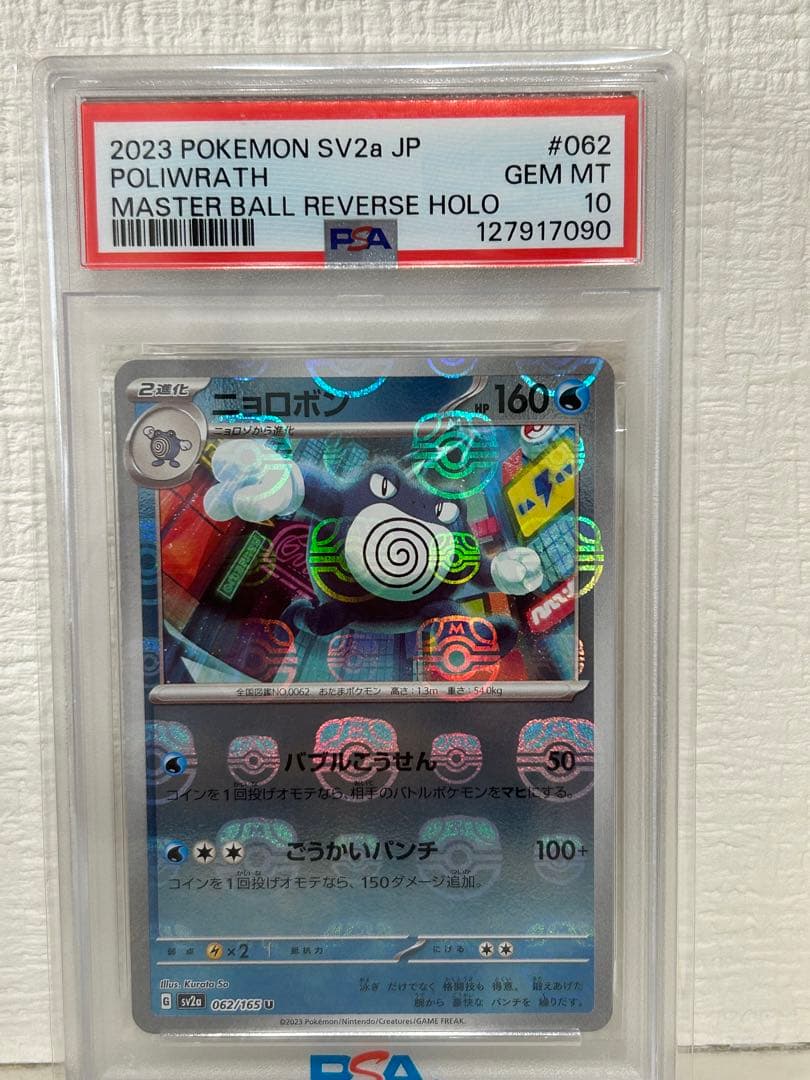 2023 POKEMON SV2a JP #062
POLIWRATH GEM MT
MASTER BALL REVERSE HOLO 10
PSA 127917090
2進化 ニョロボン HP 160
ニョロゾから進化
M
全国図鑑NO.0062 おたまポケモン 高さ:1.3m 重さ:54.0kg
バブルこうせん 50
コインを1回投げオモテなら、相手のバトルポケモンをマヒにする。
ごうかいパンチ 100+
コインを1回投げオモテなら、150ダメージ追加。
弱点 ×2 抵抗力 にげる
Illus. Kurata So
G sv2a 062/165 U
泳ぎ だけでなく 格闘技も 得意。 鍛えあげた
腕から 豪快な パンチを 繰りだす。
©2023 Pokémon/Nintendo/Creatures/GAME FREAK.
PSA